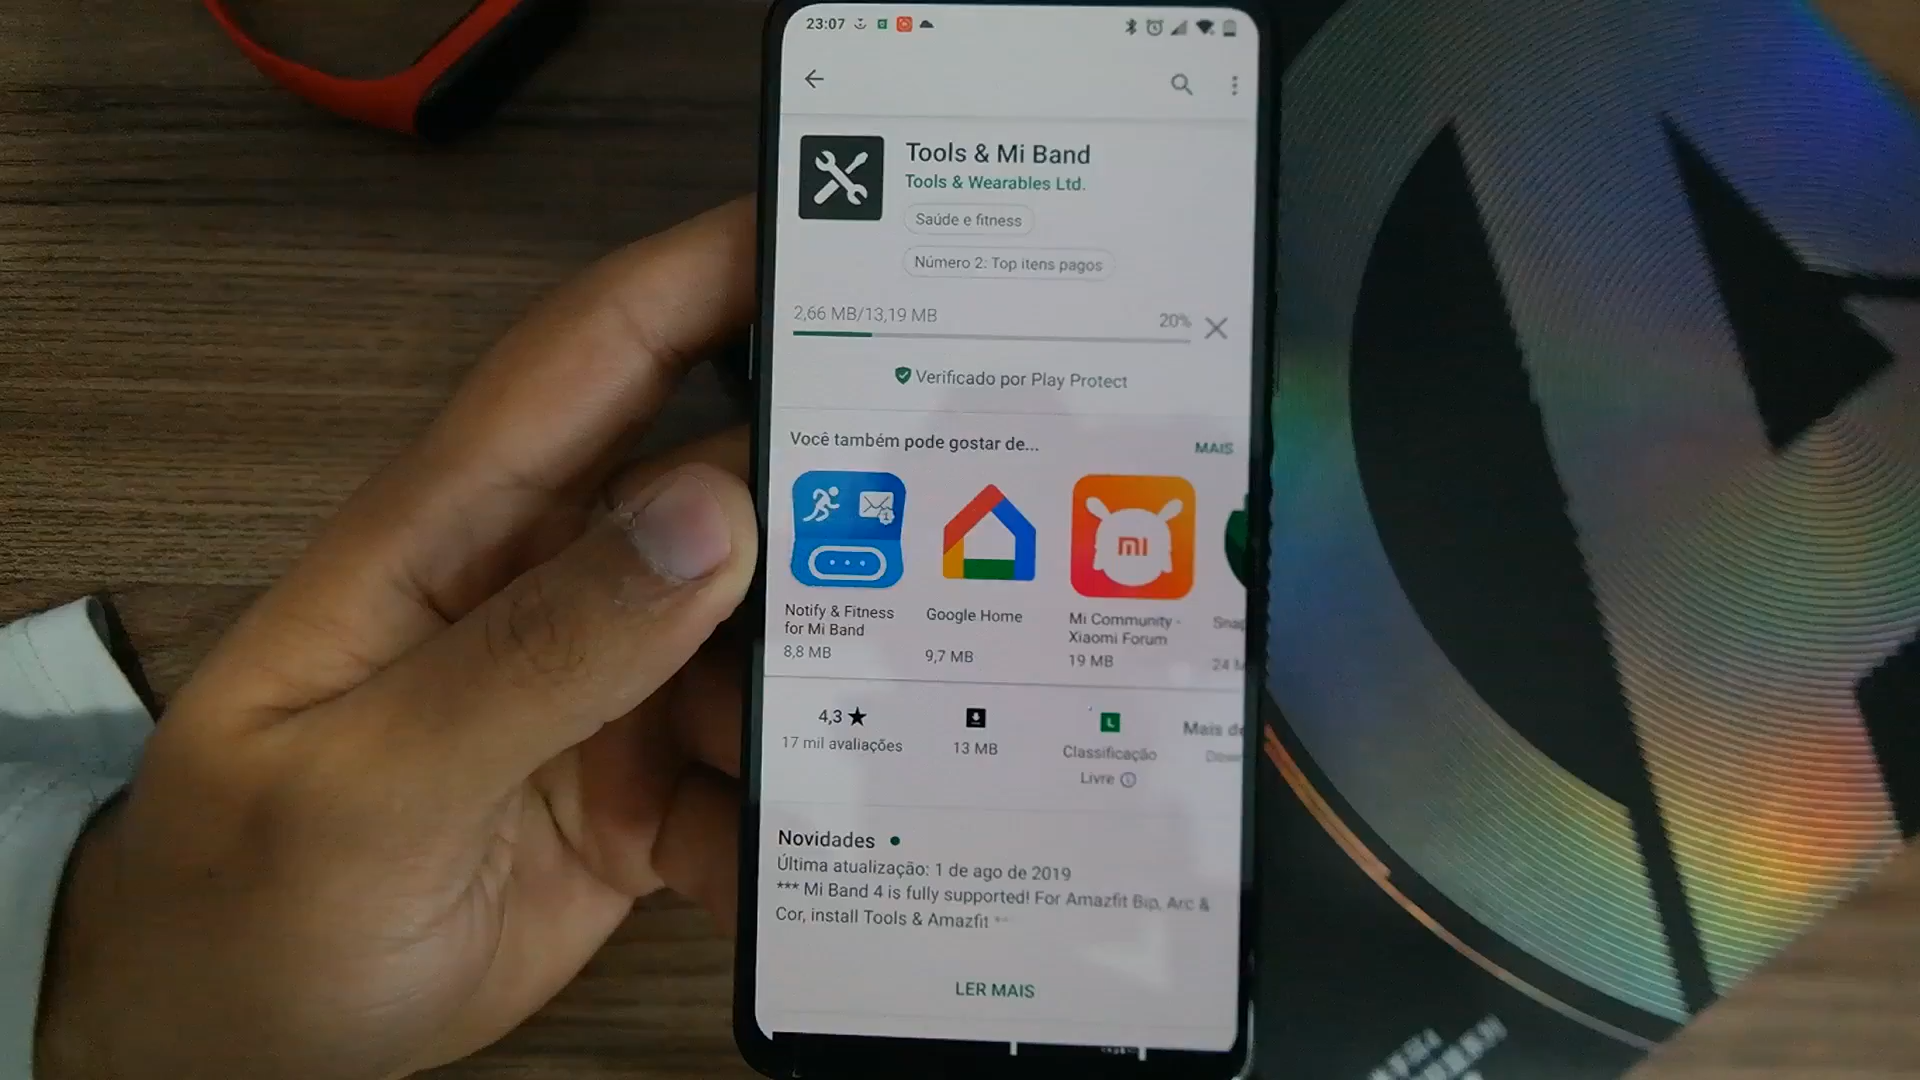 23:07
Tools & Mi Band
Tools & Wearables Ltd.
Saúde e fitness
Número 2: Top itens pagos
2,66 MB/13,19 MB
20%
Verificado por Play Protect
Você também pode gostar de...
MAIS
mi
Notify & Fitness
for Mi Band
8,8 MB
Google Home
9,7 MB
Mi Community -
Xiaomi Forum
19 MB
24
4,3 ★
17 mil avaliações
13 MB
L
Classificação
Livre
Mais de
Novidades
Última atualização: 1 de ago de 2019
*** Mi Band 4 is fully supported! For Amazfit Bip, Arc &
Cor, install Tools & Amazfit **
LER MAIS